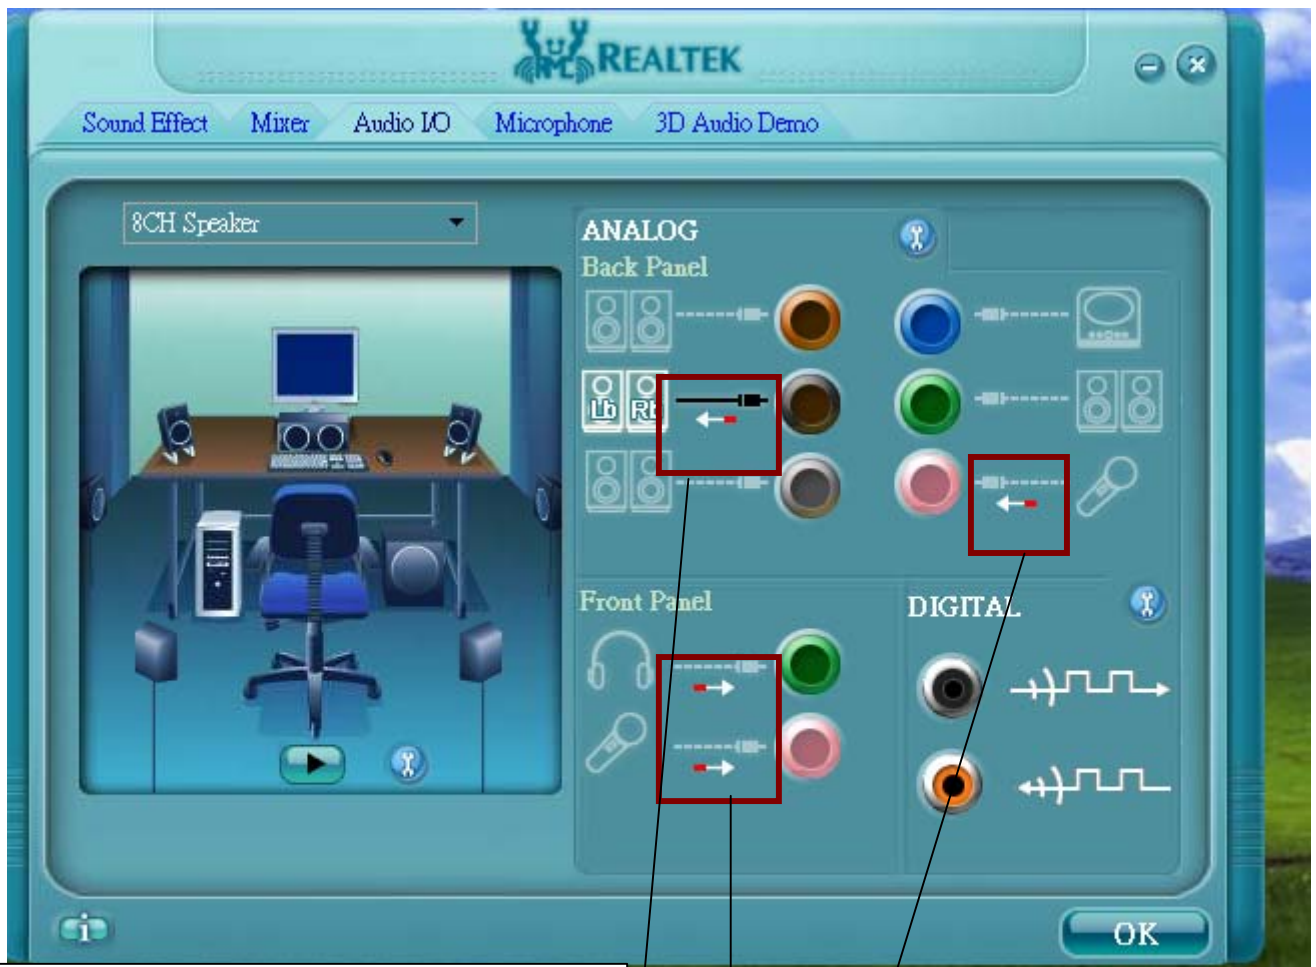 REALTEK
Sound Effect Mixer Audio I/O Microphone 3D Audio Demo
8CH Speaker
ANALOG
Back Panel
Lb Rb
Front Panel
DIGITAL
i
OK